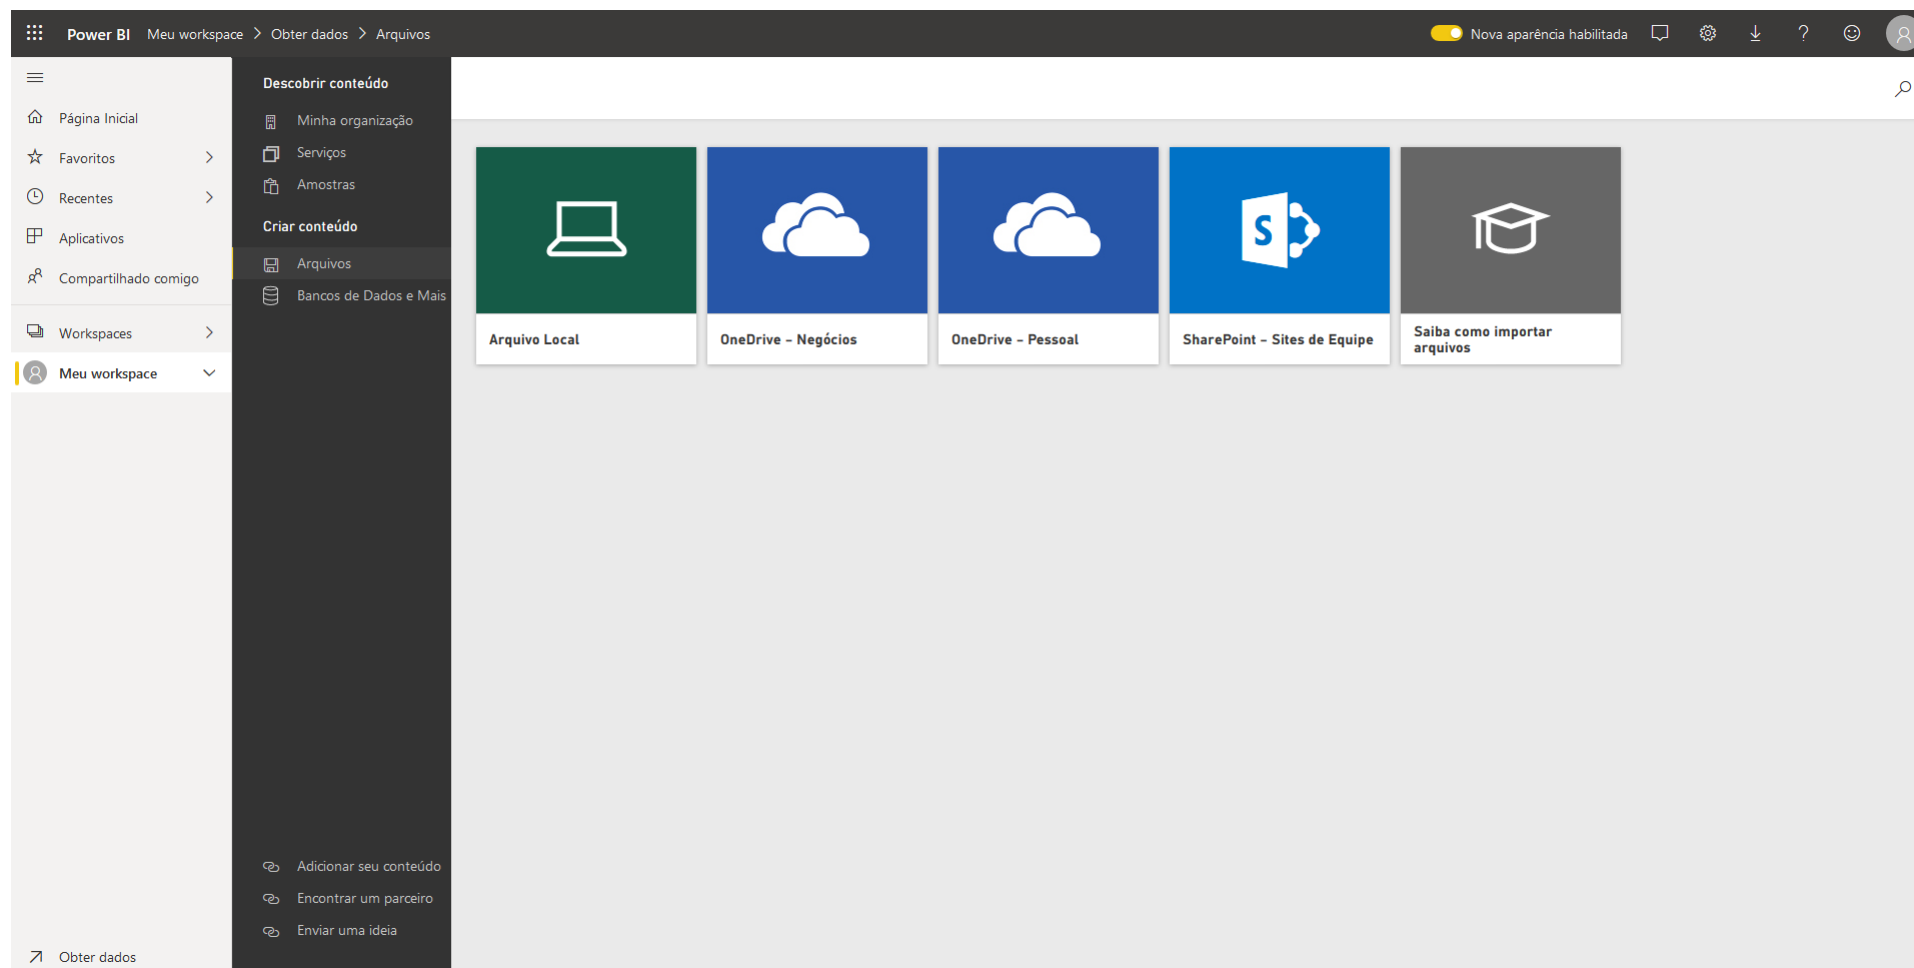 Power BI Meu workspace > Obter dados > Arquivos
Nova aparência habilitada
?
Página Inicial
Favoritos
Recentes
Aplicativos
Compartilhado comigo
Workspaces
Meu workspace
Obter dados
Descobrir conteúdo
Minha organização
Serviços
Amostras
Criar conteúdo
Arquivos
Bancos de Dados e Mais
Adicionar seu conteúdo
Encontrar um parceiro
Enviar uma ideia
Arquivo Local
OneDrive – Negócios
OneDrive – Pessoal
S
SharePoint – Sites de Equipe
Saiba como importar
arquivos